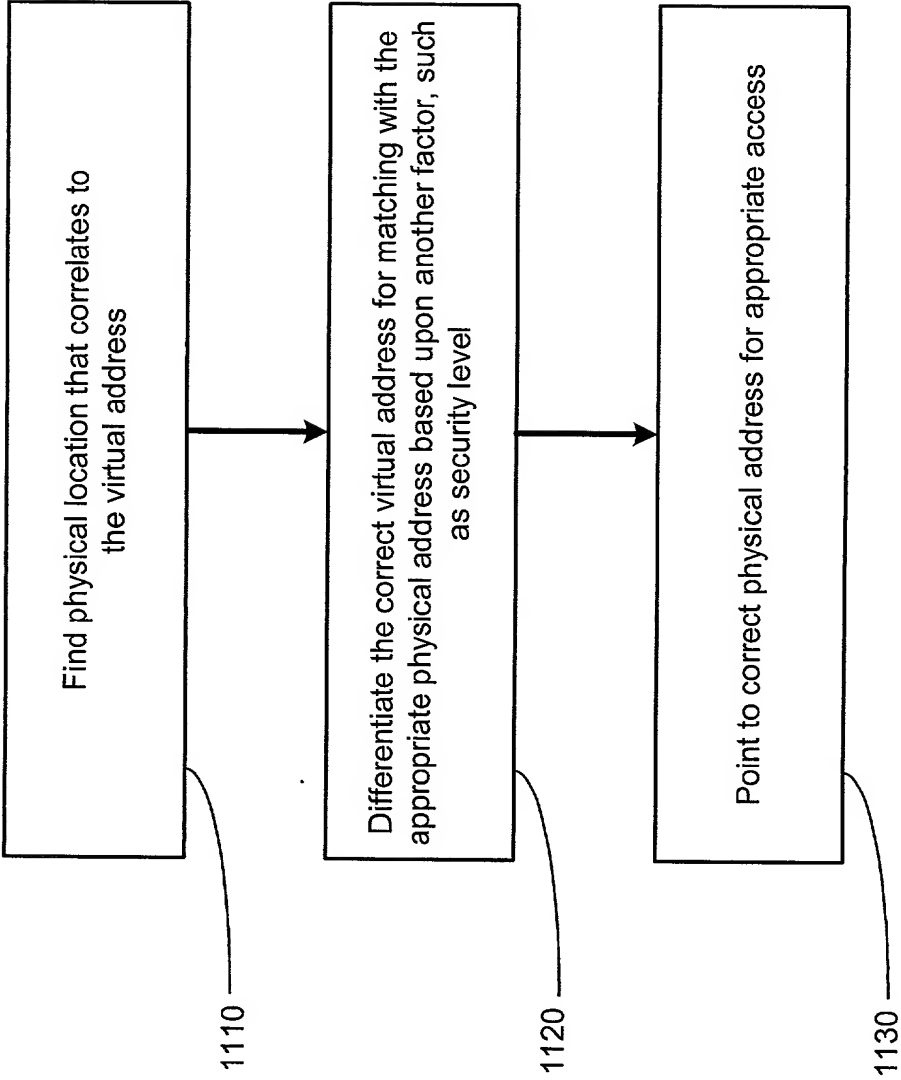 Find physical location that correlates to
the virtual address
1110
Differentiate the correct virtual address for matching with the
appropriate physical address based upon another factor, such
as security level
1120
Point to correct physical address for appropriate access
1130